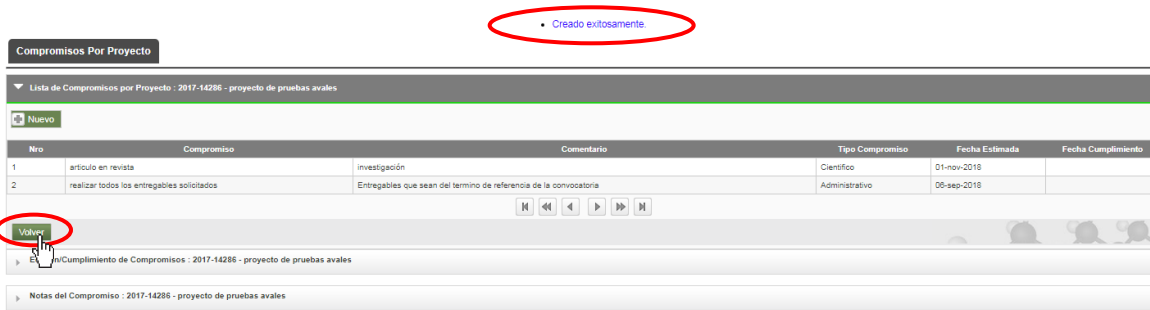 Creado exitosamente.
Compromisos Por Proyecto
Lista de Compromisos por Proyecto : 2017-14286 - proyecto de pruebas avales
Nuevo
Nro Compromiso Comentario Tipo Compromiso Fecha Estimada Fecha Cumplimiento
1 articulo en revista investigación Científico 01-nov-2018
2 realizar todos los entregables solicitados Entregables que sean del termino de referencia de la convocatoria Administrativo 06-sep-2018
Volver
/Cumplimiento de Compromisos : 2017-14286 - proyecto de pruebas avales
Notas del Compromiso : 2017-14286 - proyecto de pruebas avales